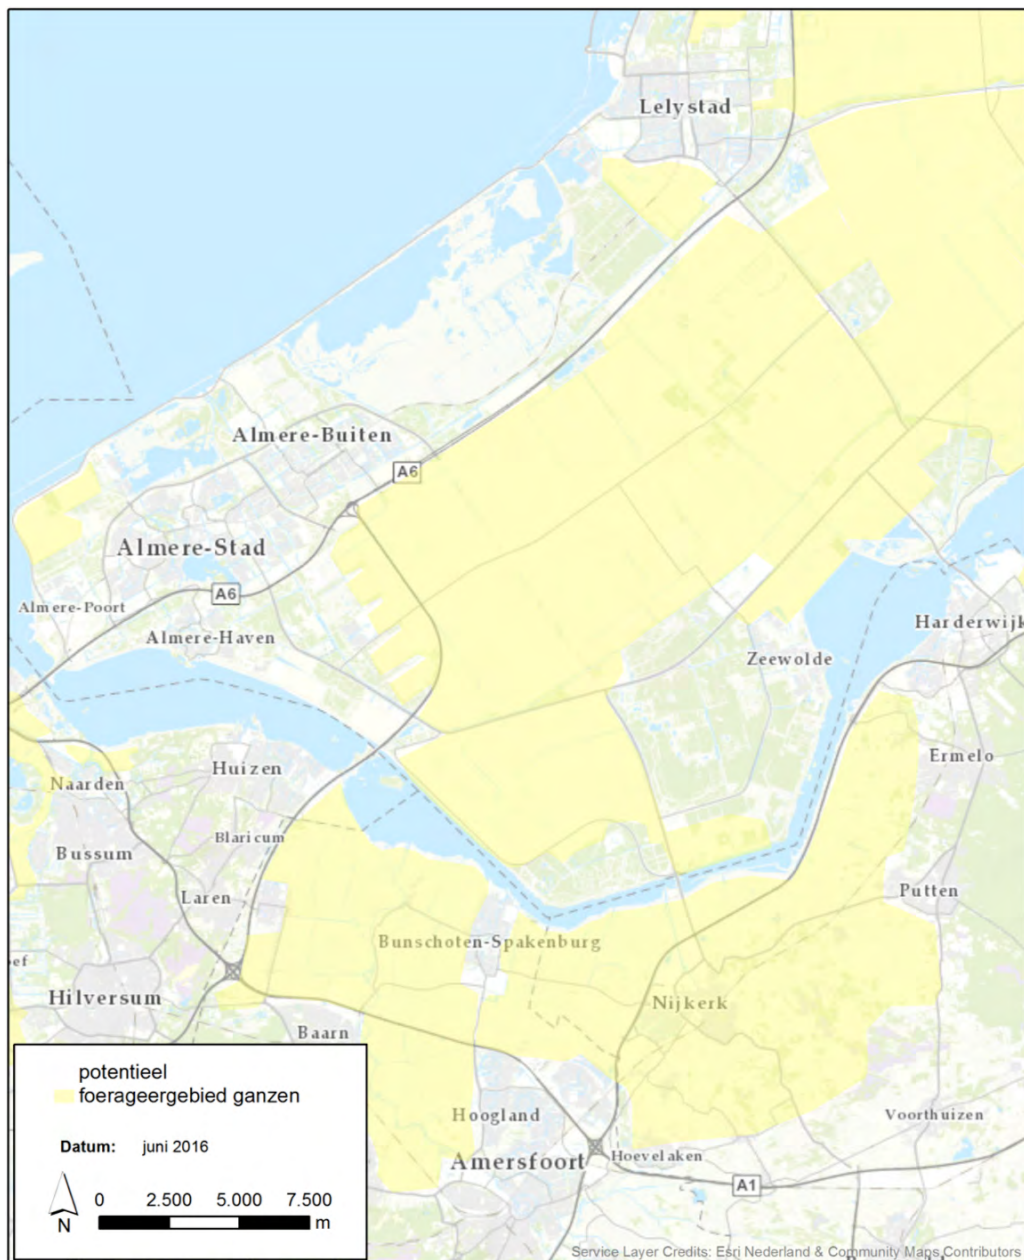 Lelystad
Almere-Buiten
A6
Almere-Stad
A6
Almere-Poort
Almere-Haven
Harderwijk
Zeewolde
Ermelo
Huizen
Naarden
Blaricum
Bussum
Laren
Putten
Bunschoten-Spakenburg
ef
Hilversum
Nijkerk
Baarn
potentieel
foerageergebied ganzen
Datum: juni 2016
0 2.500 5.000 7.500
m
N
Hoogland
Voorthuizen
Amersfoort
Hoevelaken
A1
Service Layer Credits: Esri Nederland & Community Maps Contributors